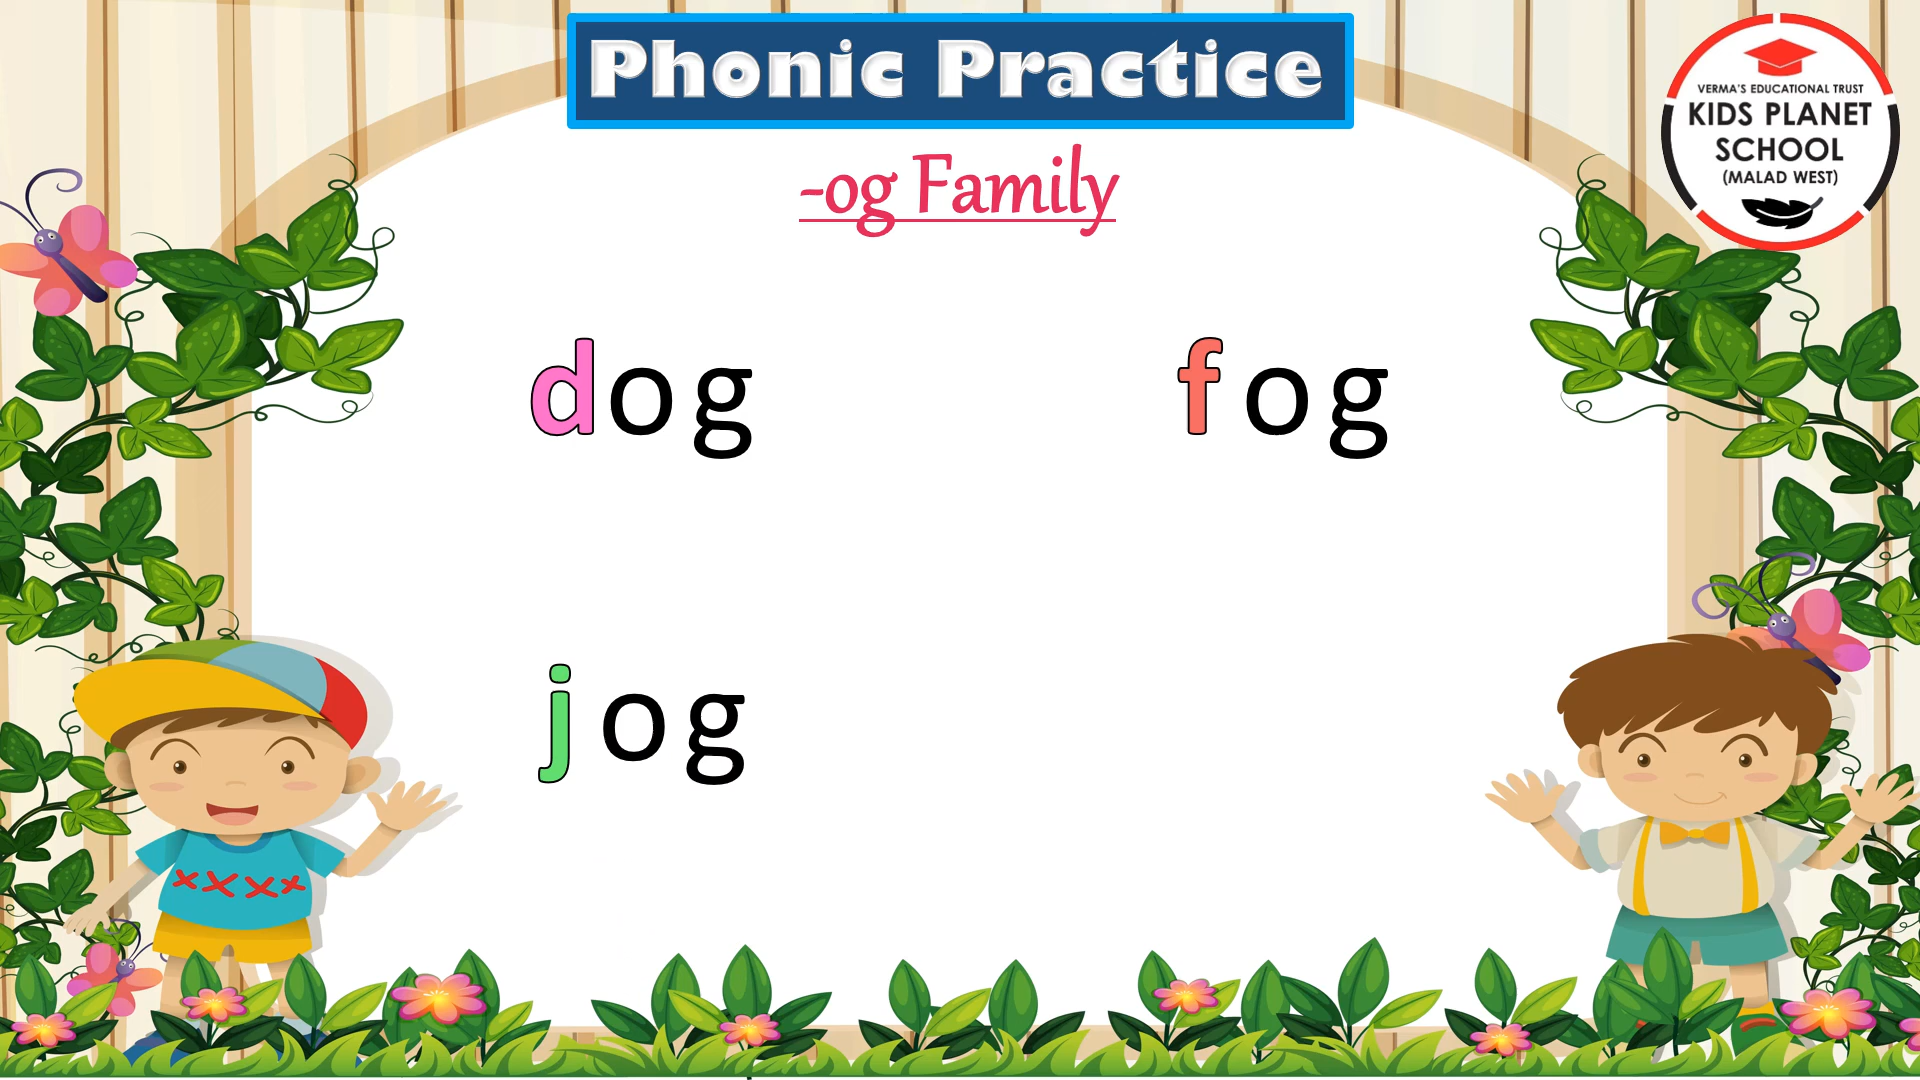 Phonic Practice
VERMA'S EDUCATIONAL TRUST
KIDS PLANET
SCHOOL
(MALAD WEST)
-og Family
dog
fog
jog